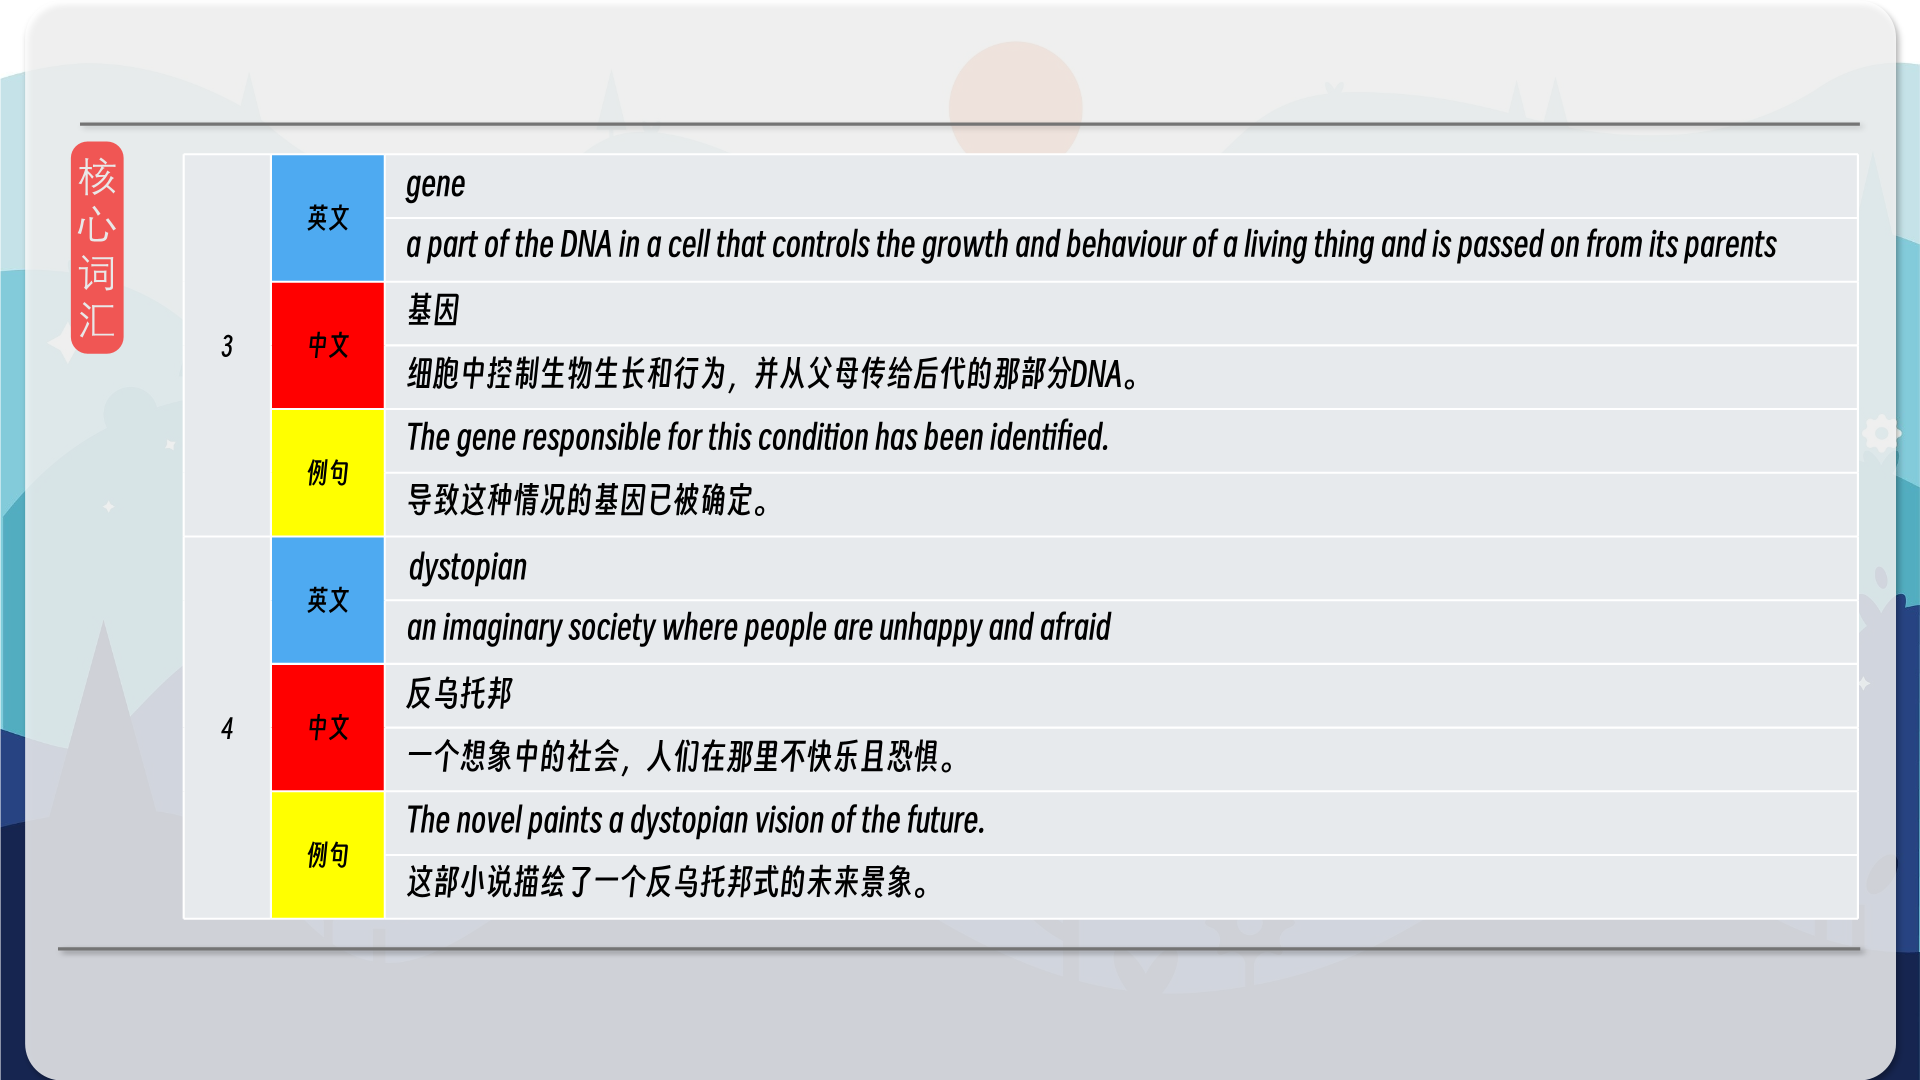 核
心
词
汇
3
英文
gene
a part of the DNA in a cell that controls the growth and behaviour of a living thing and is passed on from its parents
中文
基因
细胞中控制生物生长和行为，并从父母传给后代的那部分DNA。
例句
The gene responsible for this condition has been identified.
导致这种情况的基因已被确定。
4
英文
dystopian
an imaginary society where people are unhappy and afraid
中文
反乌托邦
一个想象中的社会，人们在那里不快乐且恐惧。
例句
The novel paints a dystopian vision of the future.
这部小说描绘了一个反乌托邦式的未来景象。